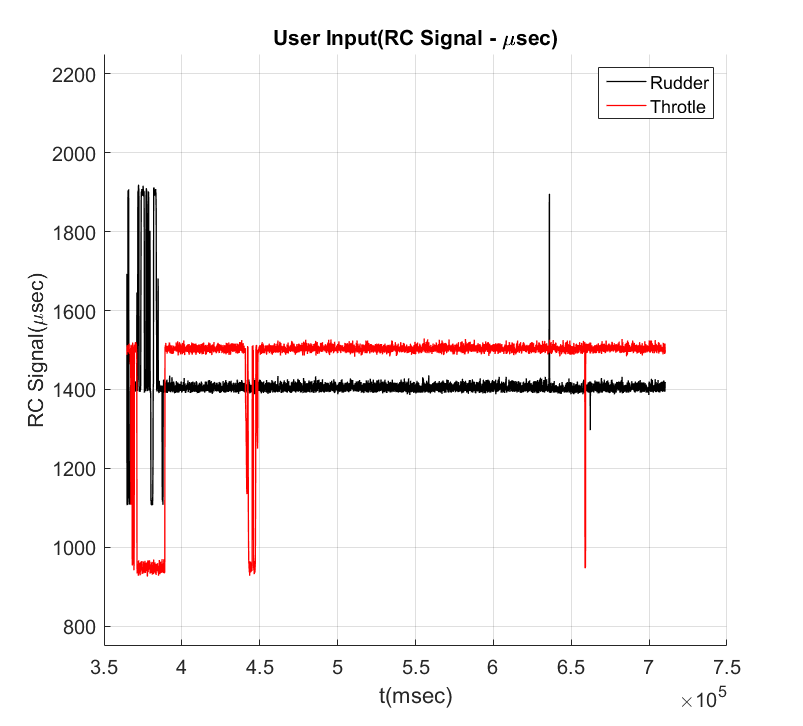 User Input(RC Signal - μsec)
Rudder
Throtle
RC Signal(μsec)
2200
2000
1800
1600
1400
1200
1000
800
3.5 4 4.5 5 5.5 6 6.5 7 7.5
t(msec)
×10^5